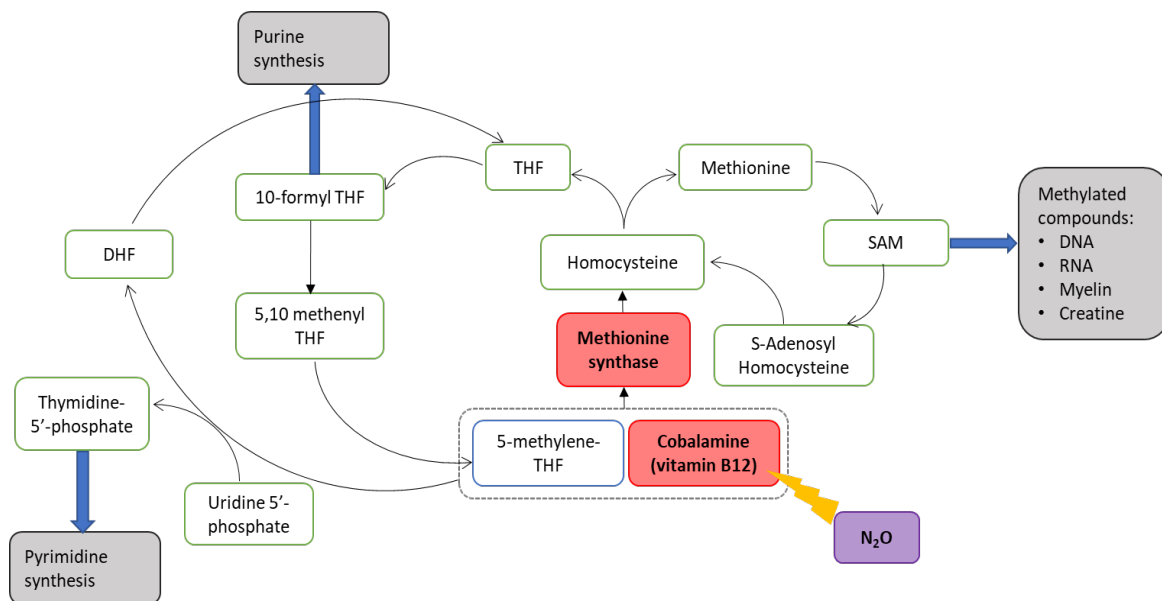 Purine
synthesis
THF
Methionine
10-formyl THF
Methylated
compounds:
• DNA
• RNA
• Myelin
• Creatine
DHF
SAM
Homocysteine
5,10 methenyl
THF
Methionine
synthase
S-Adenosyl
Homocysteine
Thymidine-
5’-phosphate
5-methylene-
THF
Cobalamine
(vitamin B12)
Uridine 5’-
phosphate
N₂O
Pyrimidine
synthesis